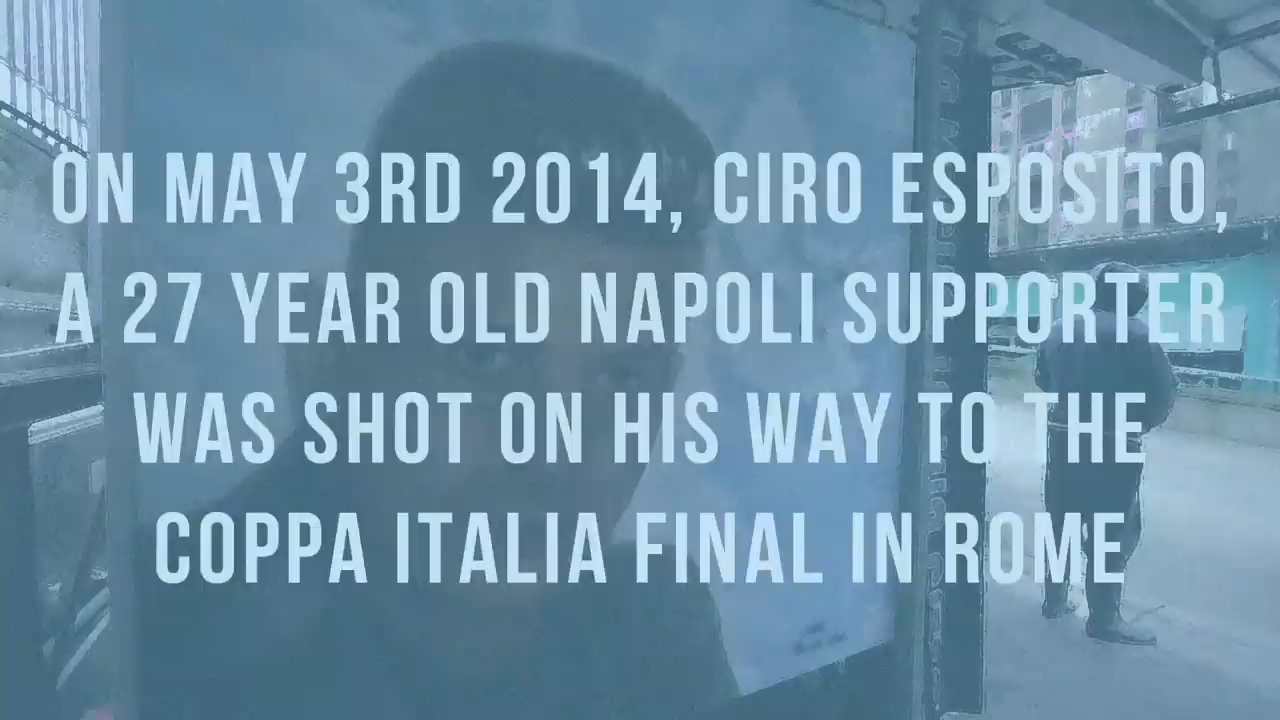 ON MAY 3RD 2014, CIRO ESPOSITO,
A 27 YEAR OLD NAPOLI SUPPORTER
WAS SHOT ON HIS WAY TO THE
COPPA ITALIA FINAL IN ROME